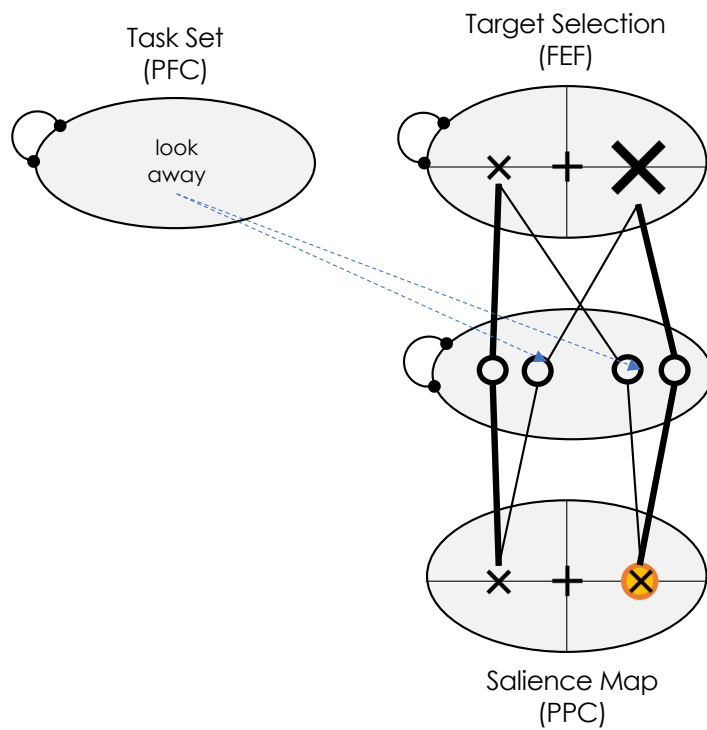 Task Set
(PFC)
Target Selection
(FEF)
look
away
Salience Map
(PPC)